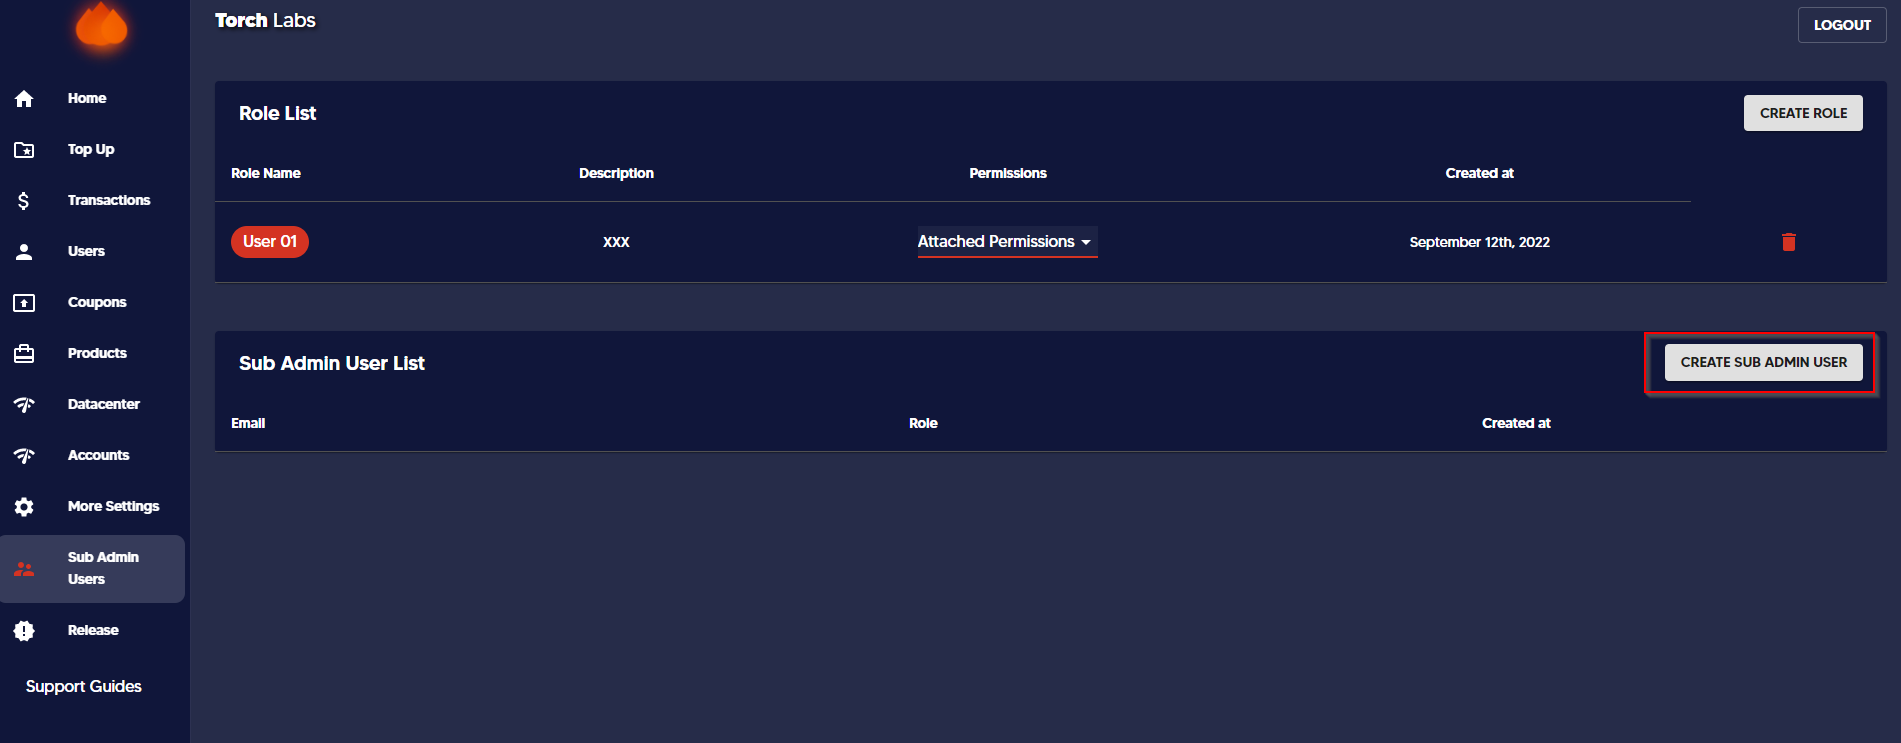 Torch Labs
LOGOUT
Home
Top Up
Transactions
Users
Coupons
Products
Datacenter
Accounts
More Settings
Sub Admin
Users
Release
Support Guides
Role List
CREATE ROLE
Role Name Description Permissions Created at
User 01 XXX Attached Permissions September 12th, 2022
Sub Admin User List
CREATE SUB ADMIN USER
Email Role Created at